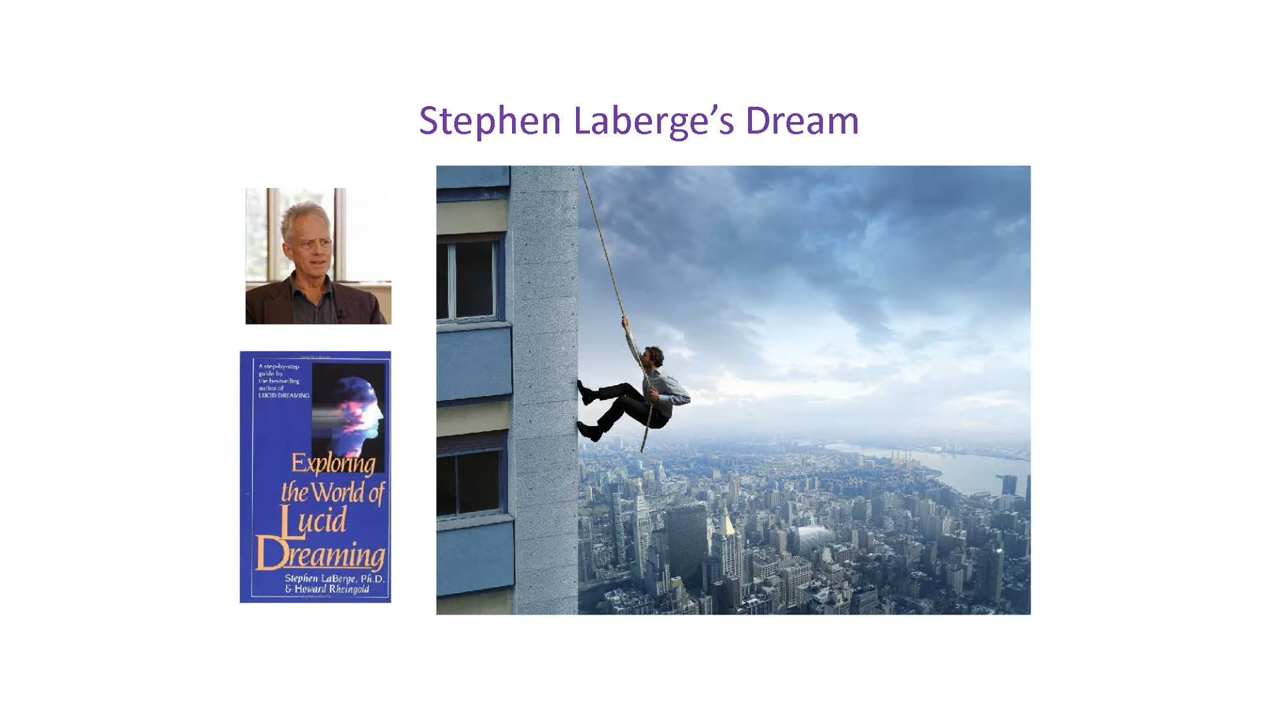 Stephen Laberge’s Dream
A step-by-step
guide by
the bestselling
author of
LUCID DREAMING.
Exploring
the World of
Lucid
Dreaming
Stephen LaBerge, Ph.D.
& Howard Rheingold